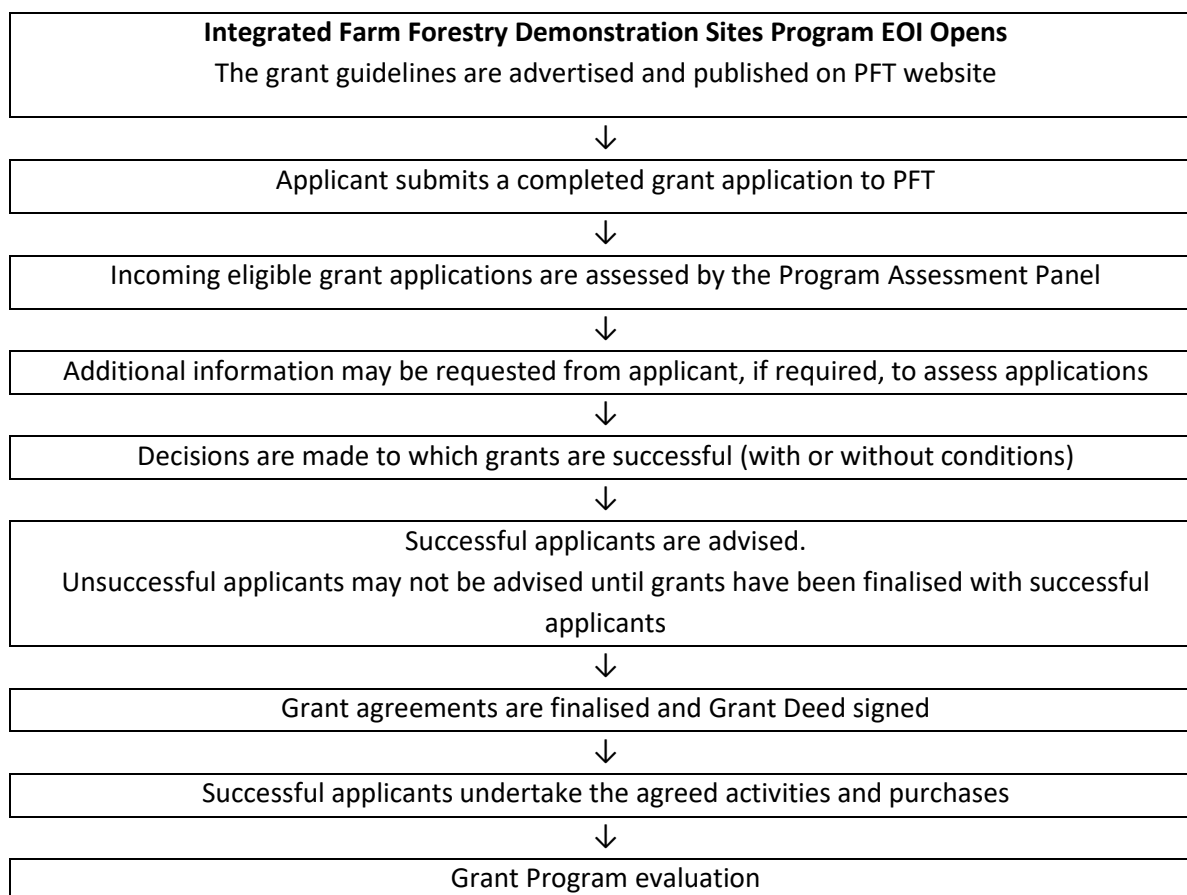 Integrated Farm Forestry Demonstration Sites Program EOI Opens
The grant guidelines are advertised and published on PFT website
↓
Applicant submits a completed grant application to PFT
↓
Incoming eligible grant applications are assessed by the Program Assessment Panel
↓
Additional information may be requested from applicant, if required, to assess applications
↓
Decisions are made to which grants are successful (with or without conditions)
↓
Successful applicants are advised.
Unsuccessful applicants may not be advised until grants have been finalised with successful
applicants
↓
Grant agreements are finalised and Grant Deed signed
↓
Successful applicants undertake the agreed activities and purchases
↓
Grant Program evaluation